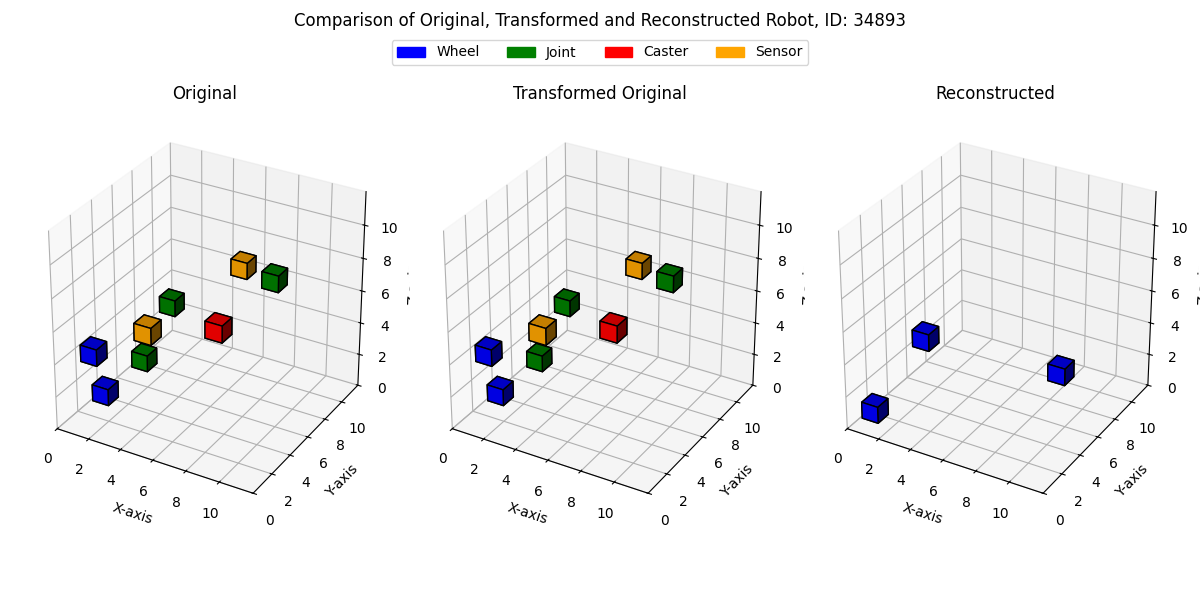 Comparison of Original, Transformed and Reconstructed Robot, ID: 34893
Wheel Joint Caster Sensor
Original Transformed Original Reconstructed
10 10 10
8 8 8
6 6 6
4 4 4
2 2 2
0 0 0
0 2 4 6 8 10 0 2 4 6 8 10 0 2 4 6 8 10
X-axis X-axis X-axis
0 2 4 6 8 10 0 2 4 6 8 10 0 2 4 6 8 10
Y-axis Y-axis Y-axis